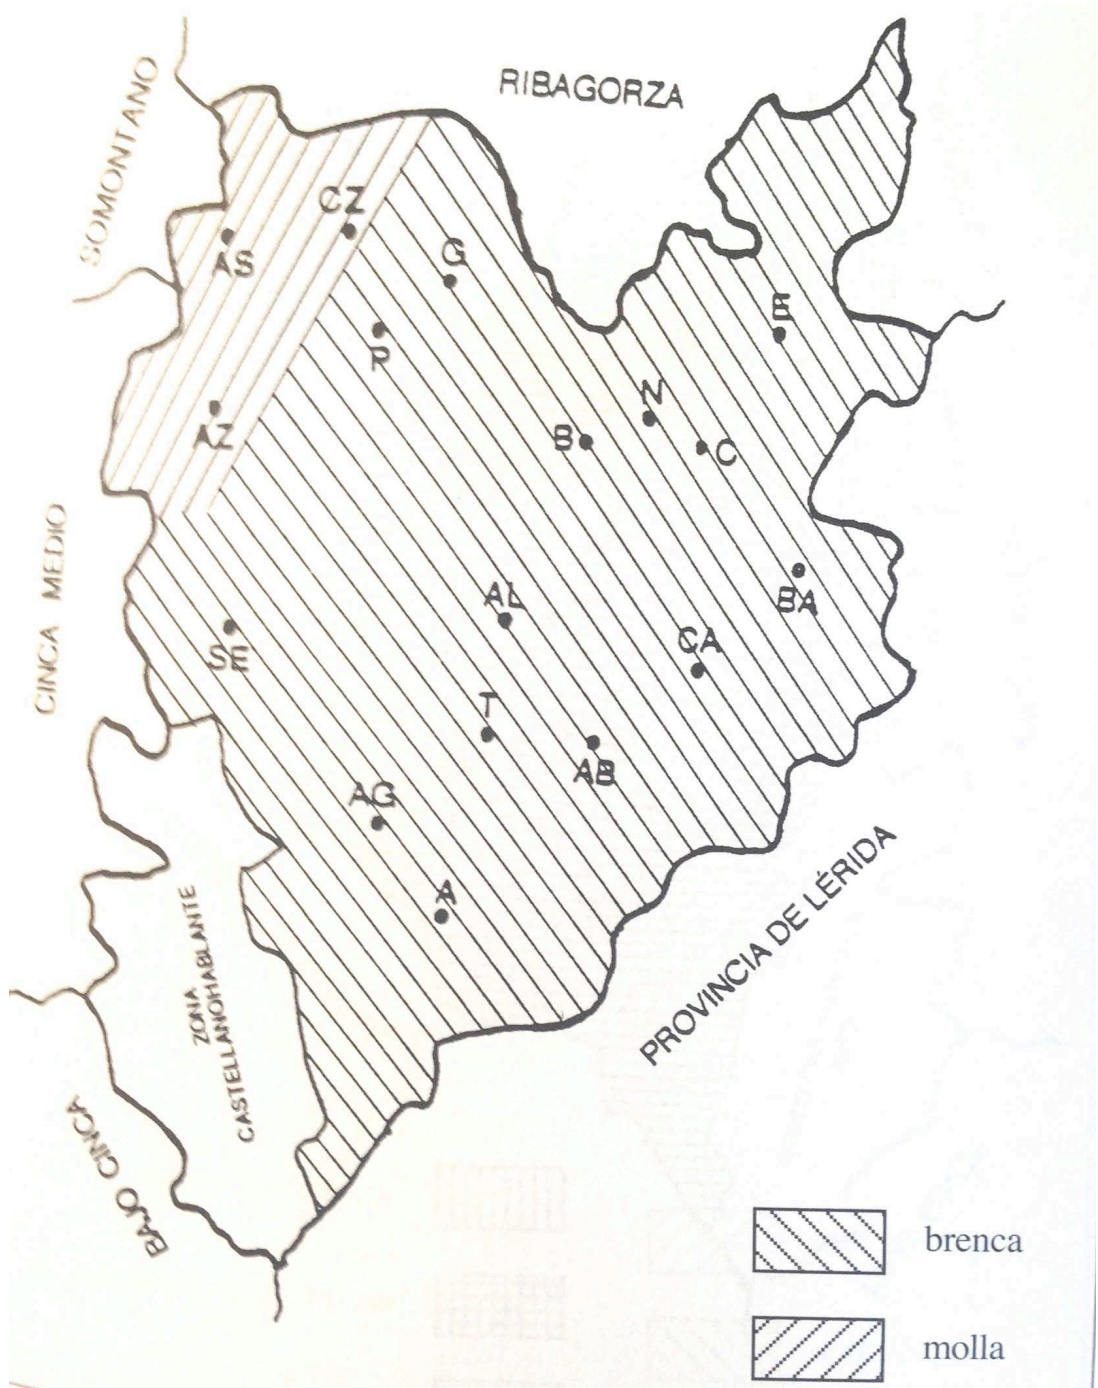 RIBAGORZA
SOMONTANO
CZ
AS
G
P
E
N
AZ
B
C
CINCA MEDIO
BA
AL
CA
SE
T
AB
AG
A
ZONA
CASTELLANOHABLANTE
PROVINCIA DE LÉRIDA
BAJO CINCA
brenca
molla